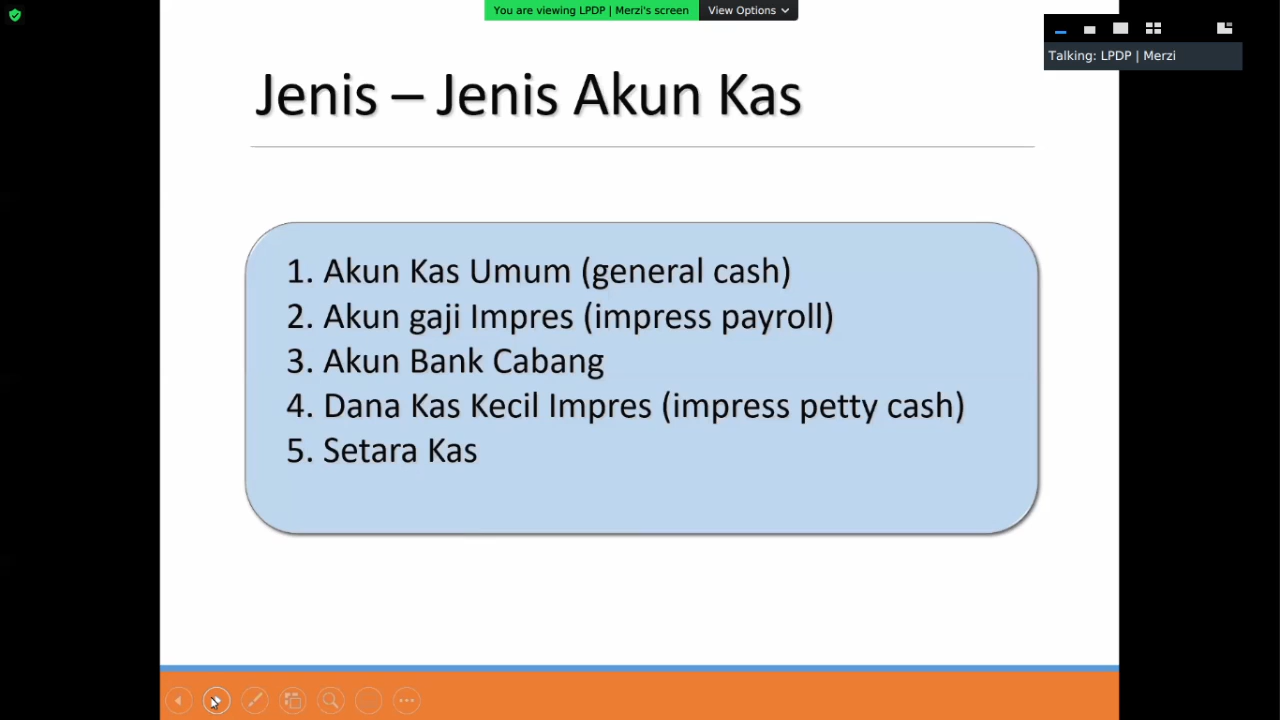 You are viewing LPDP | Merzi's screen
View Options
Talking: LPDP | Merzi
Jenis – Jenis Akun Kas
1. Akun Kas Umum (general cash)
2. Akun gaji Impres (impress payroll)
3. Akun Bank Cabang
4. Dana Kas Kecil Impres (impress petty cash)
5. Setara Kas